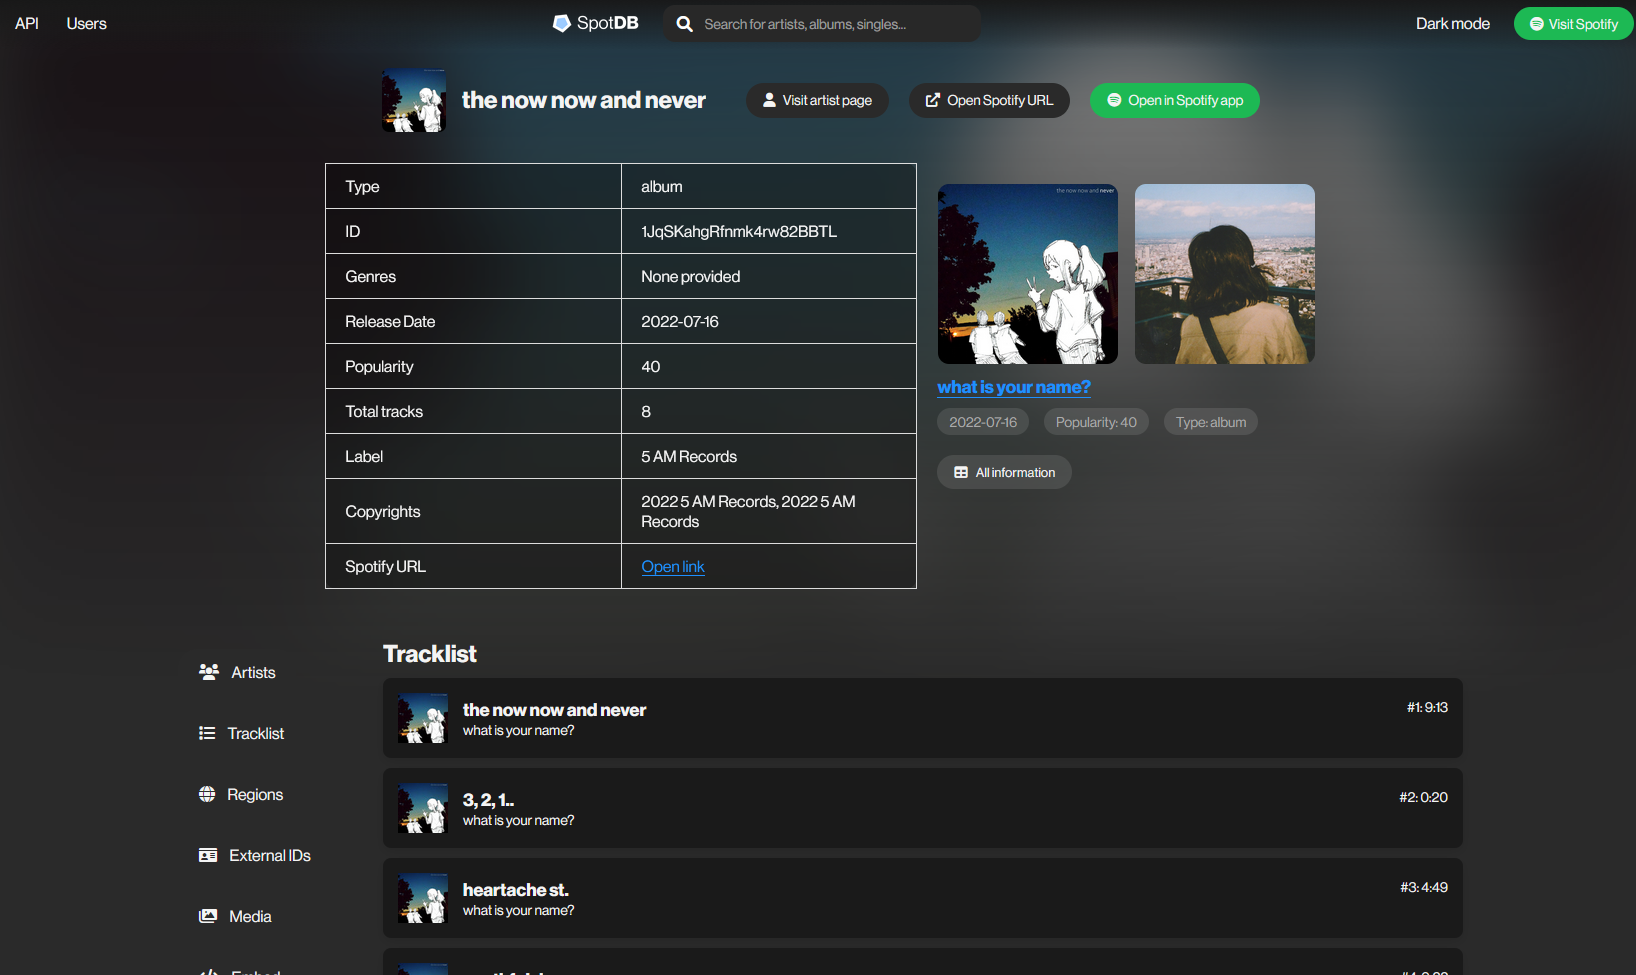 API
Users
SpotDB
Search for artists, albums, singles...
Dark mode
Visit Spotify
the now now and never
Visit artist page
Open Spotify URL
Open in Spotify app
Type
album
ID
1JqSKahgRfnmk4rw82BBTL
Genres
None provided
Release Date
2022-07-16
Popularity
40
Total tracks
8
Label
5 AM Records
Copyrights
2022 5 AM Records, 2022 5 AM
Records
Spotify URL
Open link
the now now and never
what is your name?
2022-07-16
Popularity: 40
Type: album
All information
Artists
Tracklist
Regions
External IDs
Media
Embed
Tracklist
the now now and never
what is your name?
#1: 9:13
3, 2, 1..
what is your name?
#2: 0:20
heartache st.
what is your name?
#3: 4:49